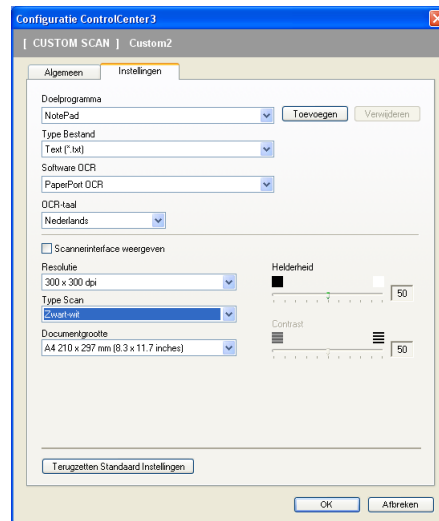 Configuratie ControlCenter3
[ CUSTOM SCAN ] Custom2
Algemeen Instellingen
Doelprogramma
NotePad Toevoegen Verwijderen
Type Bestand
Text (*.txt)
Software OCR
PaperPort OCR
OCR-taal
Nederlands
Scannerinterface weergeven
Resolutie Helderheid
300 x 300 dpi 50
Type Scan
Zwart-wit
Contrast
Documentgrootte
A4 210 x 297 mm (8.3 x 11.7 inches) 50
Terugzetten Standaard Instellingen
OK Afbreken